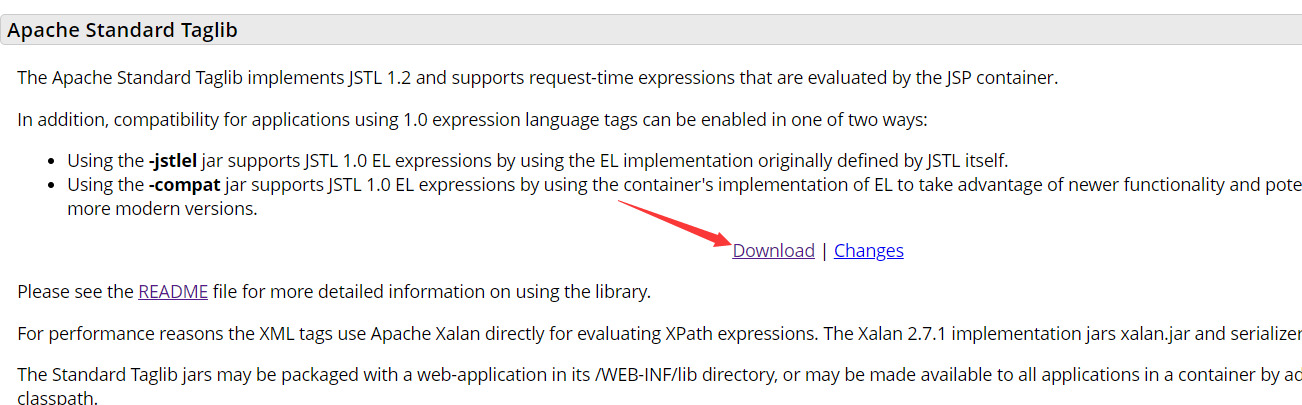 Apache Standard Taglib
The Apache Standard Taglib implements JSTL 1.2 and supports request-time expressions that are evaluated by the JSP container.
In addition, compatibility for applications using 1.0 expression language tags can be enabled in one of two ways:
• Using the -jstlel jar supports JSTL 1.0 EL expressions by using the EL implementation originally defined by JSTL itself.
• Using the -compat jar supports JSTL 1.0 EL expressions by using the container's implementation of EL to take advantage of newer functionality and pote
more modern versions.
Download | Changes
Please see the README file for more detailed information on using the library.
For performance reasons the XML tags use Apache Xalan directly for evaluating XPath expressions. The Xalan 2.7.1 implementation jars xalan.jar and serializer
The Standard Taglib jars may be packaged with a web-application in its /WEB-INF/lib directory, or may be made available to all applications in a container by ad
classpath.